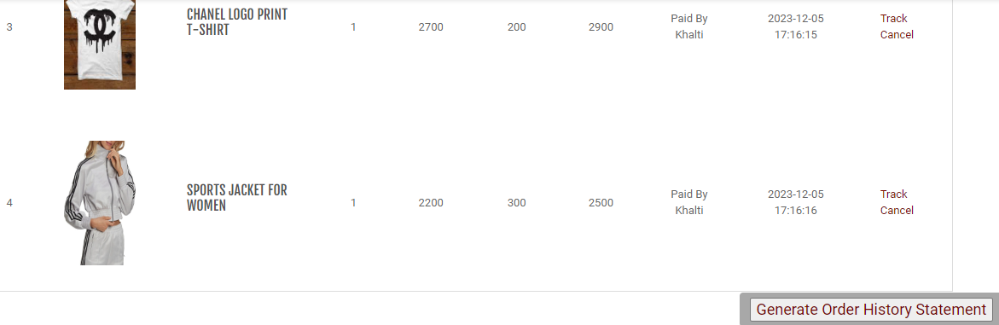 3
CHANEL LOGO PRINT
T-SHIRT
1
2700
200
2900
Paid By
Khalti
2023-12-05
17:16:15
Track
Cancel
4
SPORTS JACKET FOR
WOMEN
1
2200
300
2500
Paid By
Khalti
2023-12-05
17:16:16
Track
Cancel
Generate Order History Statement